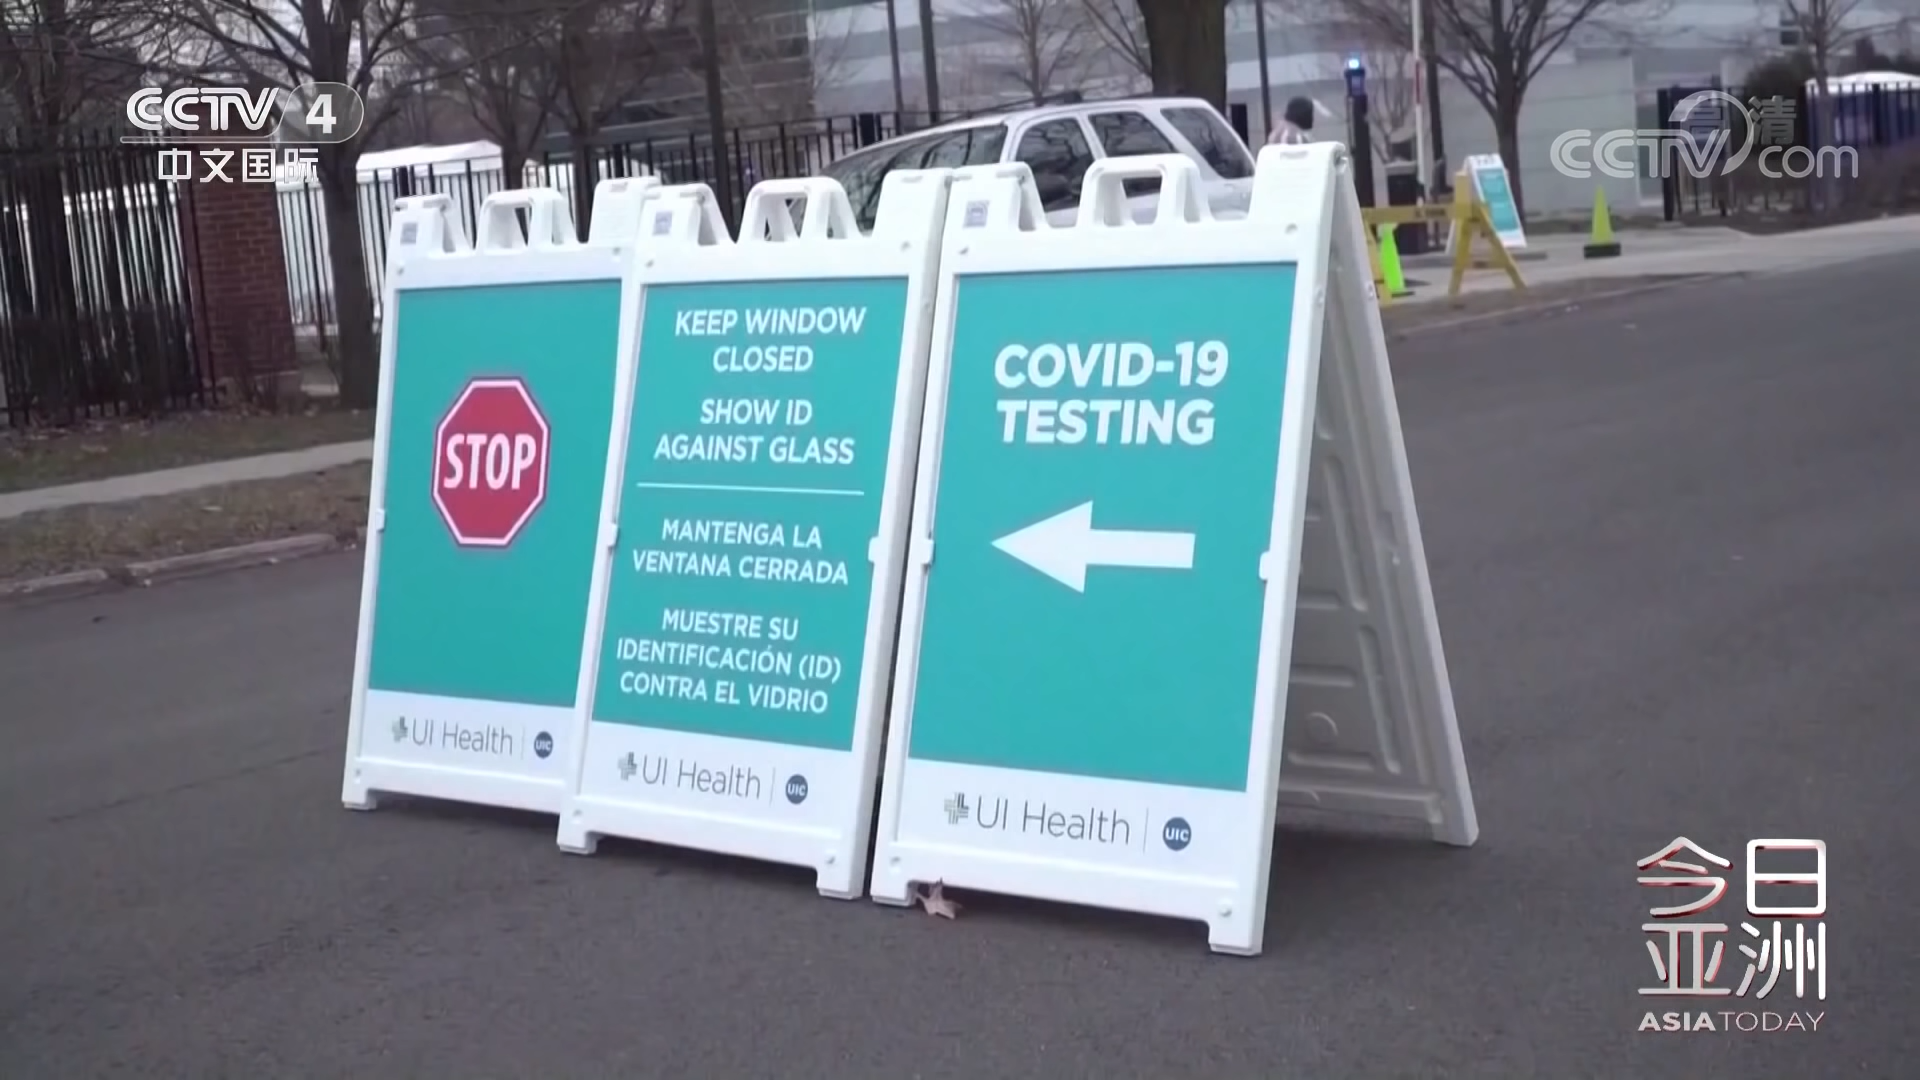 CCTV 4
中文国际
高清
CCTV.com
STOP
UI Health | UIC
KEEP WINDOW
CLOSED
SHOW ID
AGAINST GLASS
MANTENGA LA
VENTANA CERRADA
MUESTRE SU
IDENTIFICACIÓN (ID)
CONTRA EL VIDRIO
UI Health | UIC
COVID-19
TESTING
UI Health | UIC
今日
亚洲
ASIA TODAY